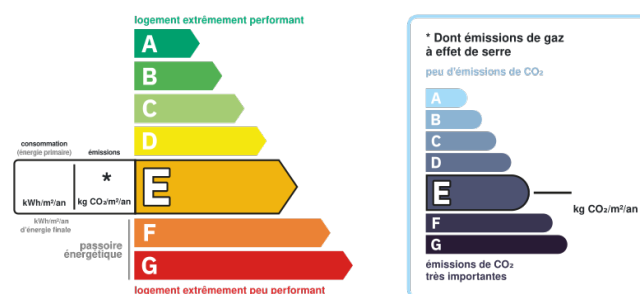 logement extrêmement performant
A
B
C
D
consommation
(énergie primaire)
émissions
*
kWh/m²/an
kg CO₂/m²/an
E
kWh/m²/an
d'énergie finale
passoire
énergétique
F
G
logement extrêmement peu performant
* Dont émissions de gaz
à effet de serre
peu d'émissions de CO₂
A
B
C
D
E
kg CO₂/m²/an
F
G
émissions de CO₂
très importantes